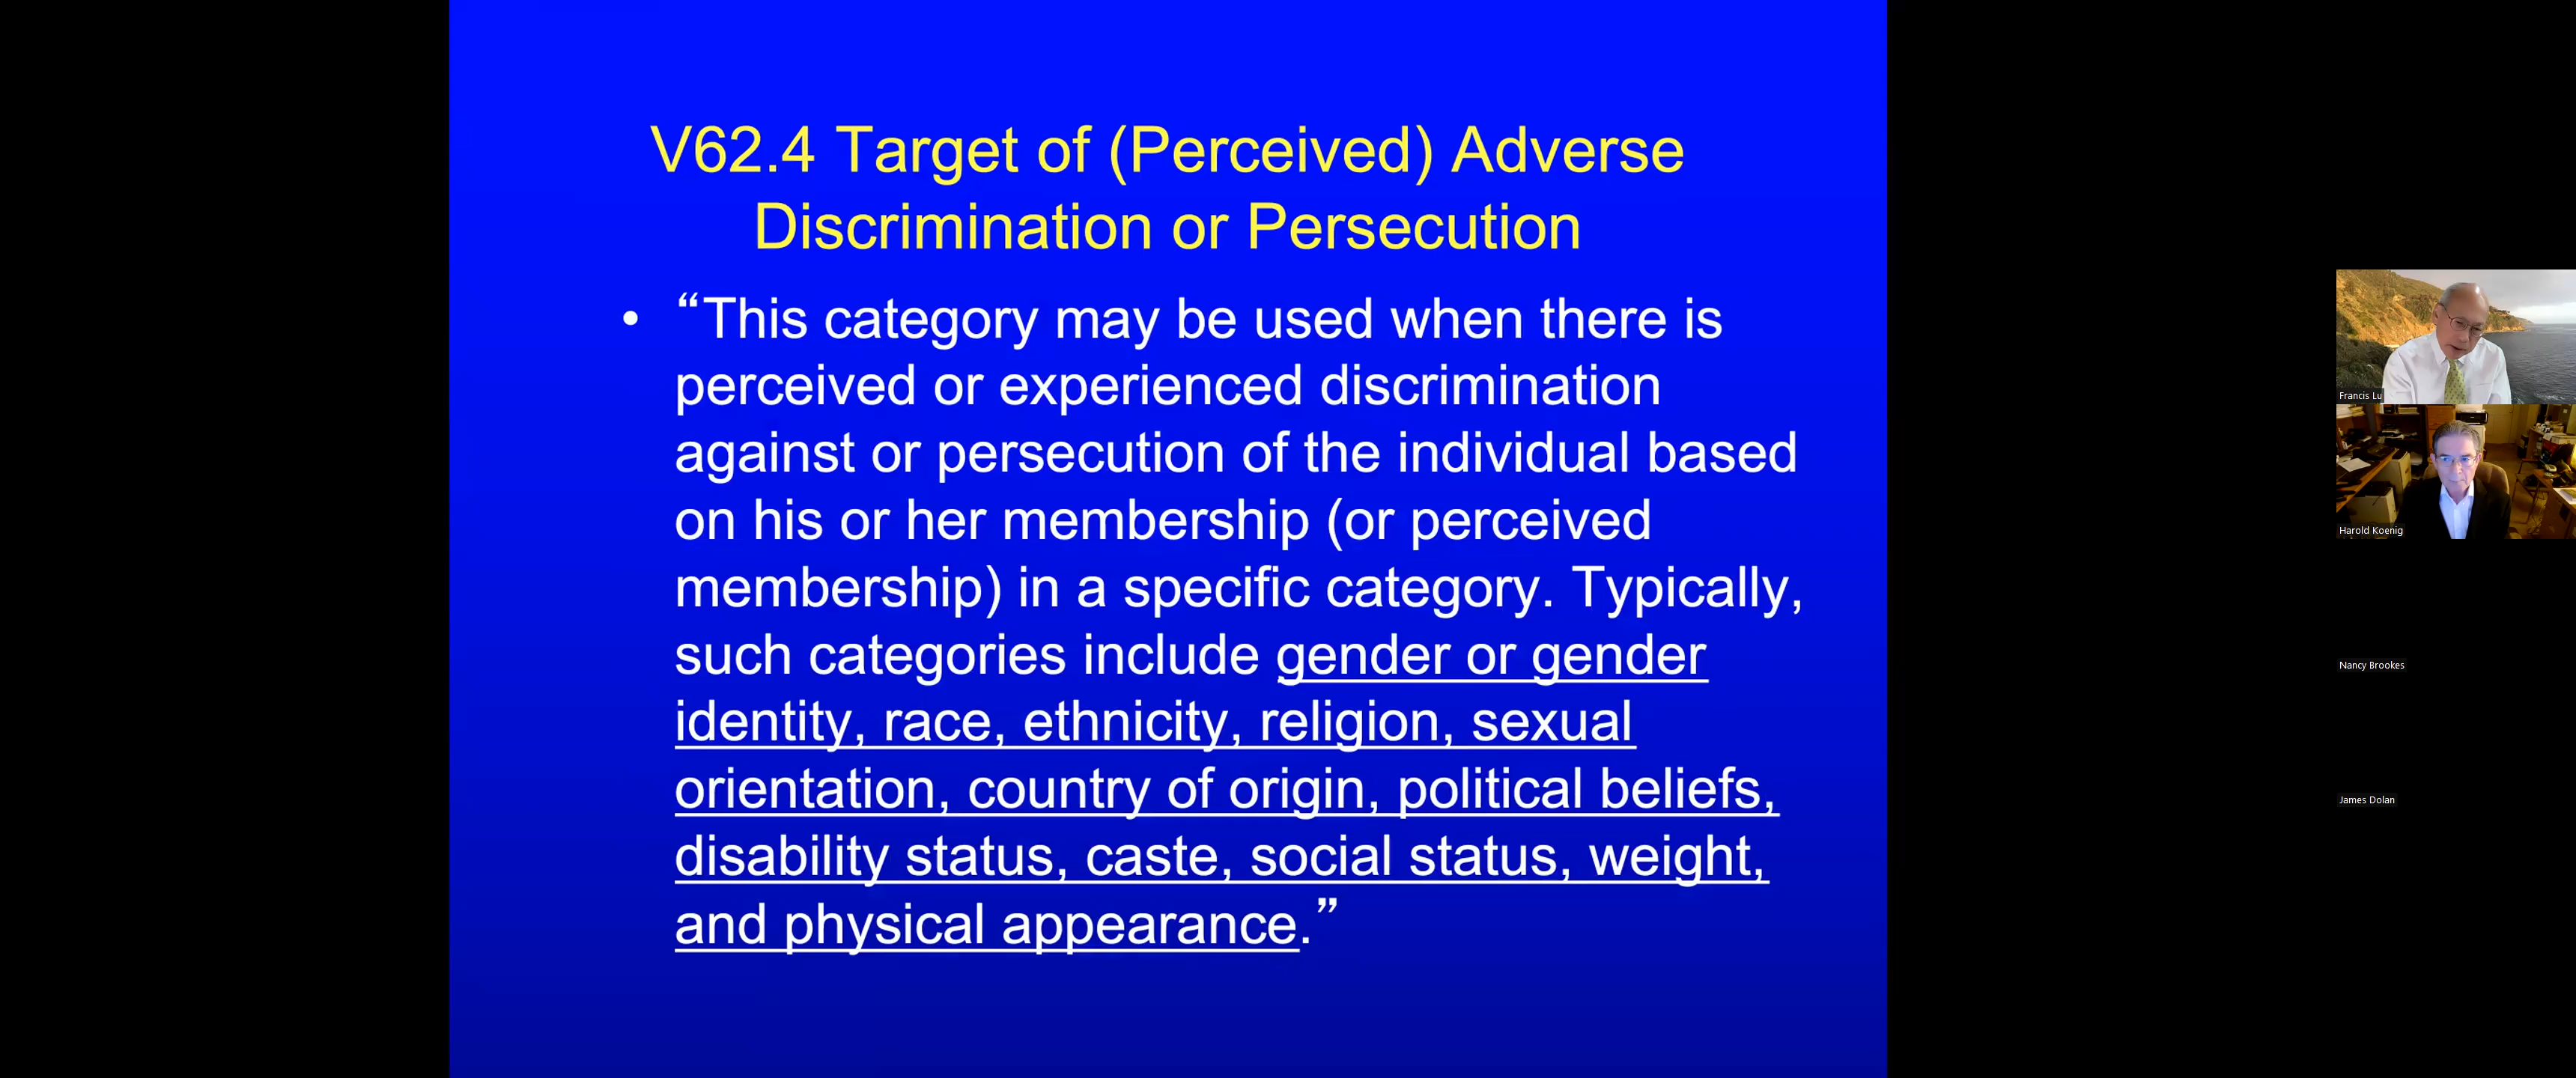 V62.4 Target of (Perceived) Adverse
Discrimination or Persecution
• “This category may be used when there is
perceived or experienced discrimination
against or persecution of the individual based
on his or her membership (or perceived
membership) in a specific category. Typically,
such categories include gender or gender
identity, race, ethnicity, religion, sexual
orientation, country of origin, political beliefs,
disability status, caste, social status, weight,
and physical appearance.”
Francis Lu
Harold Koenig
Nancy Brookes
James Dolan